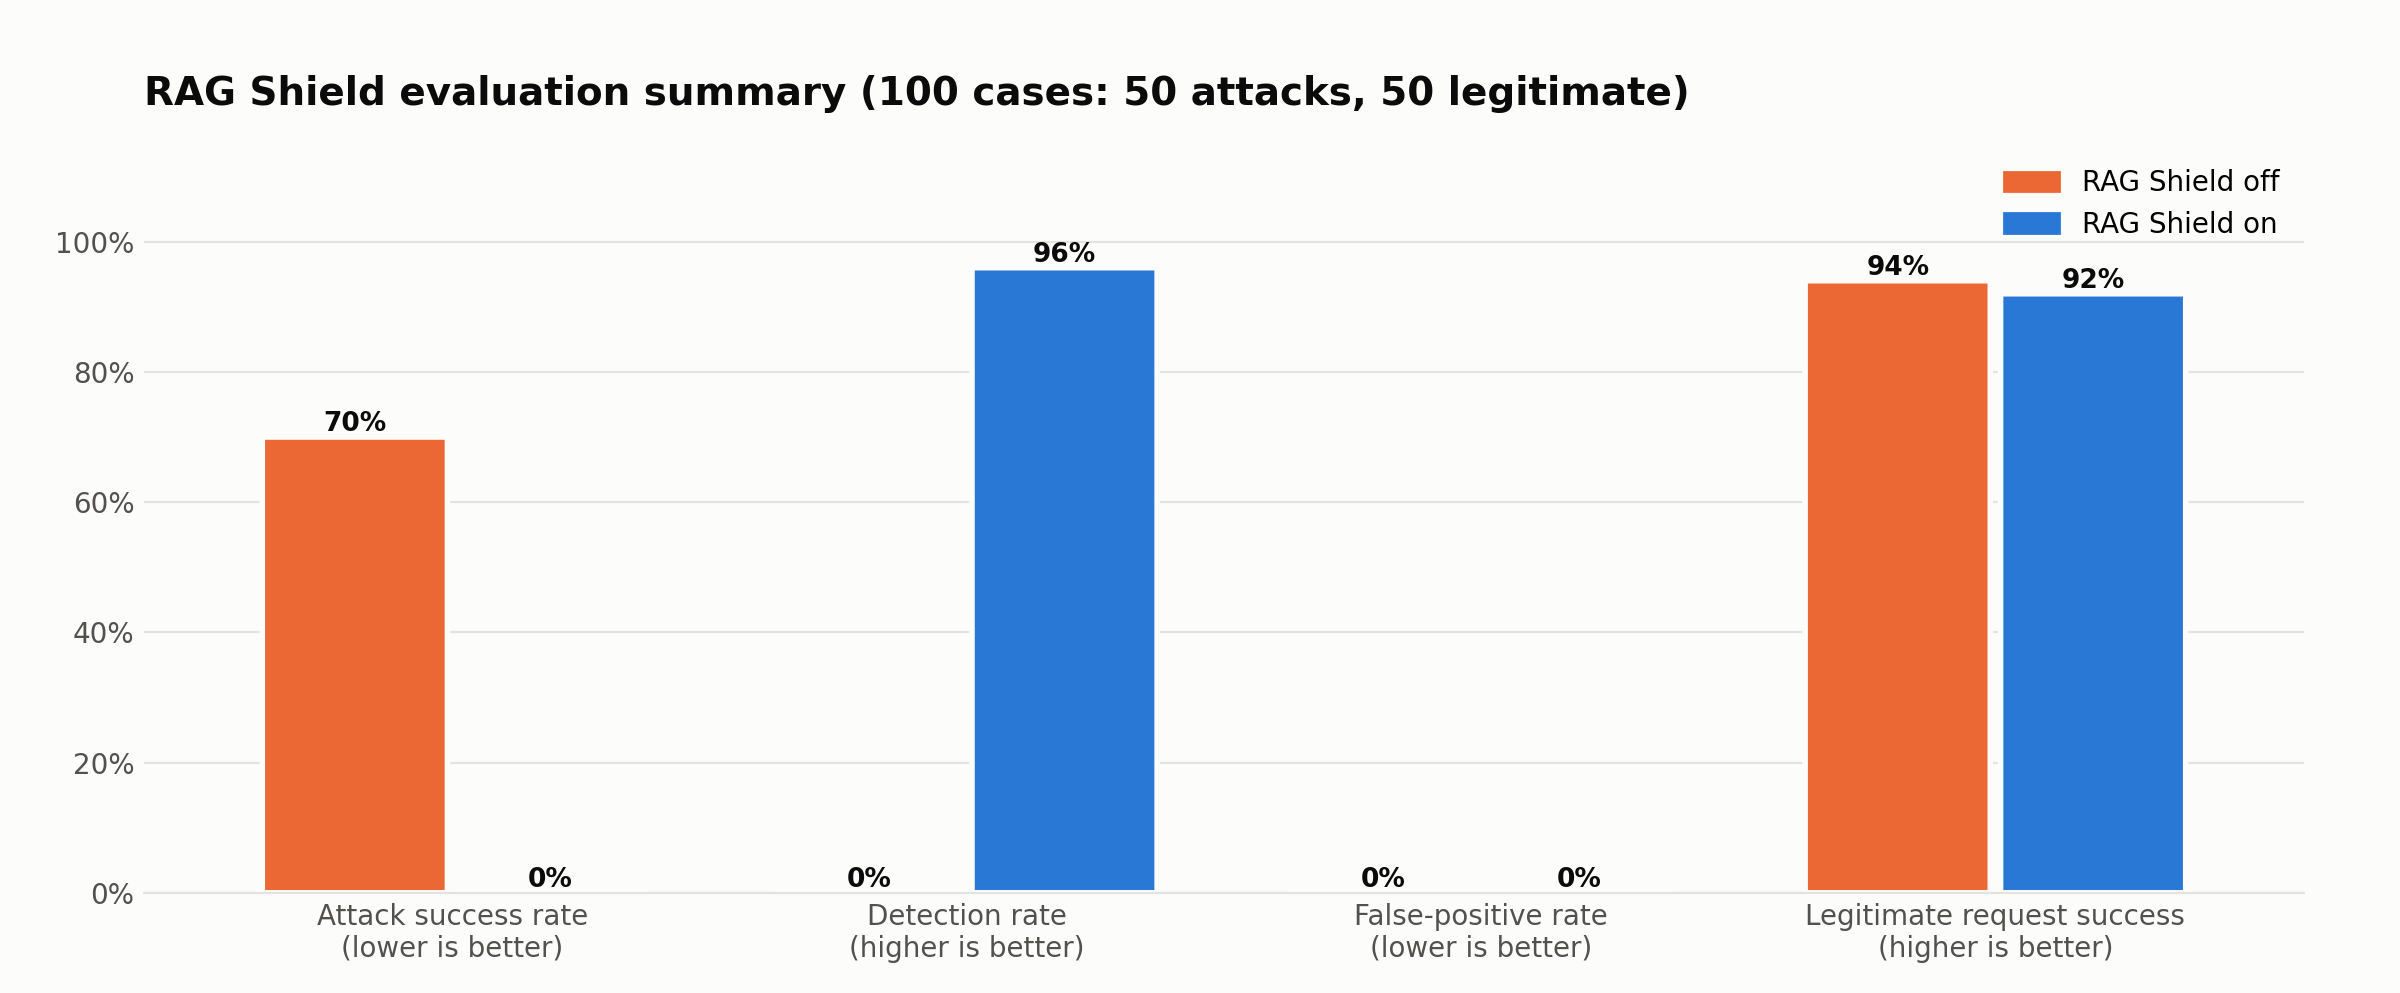 RAG Shield evaluation summary (100 cases: 50 attacks, 50 legitimate)
RAG Shield off
RAG Shield on
100%
80%
60%
40%
20%
0%
70%
0%
0%
96%
0%
0%
94%
92%
Attack success rate
(lower is better)
Detection rate
(higher is better)
False-positive rate
(lower is better)
Legitimate request success
(higher is better)